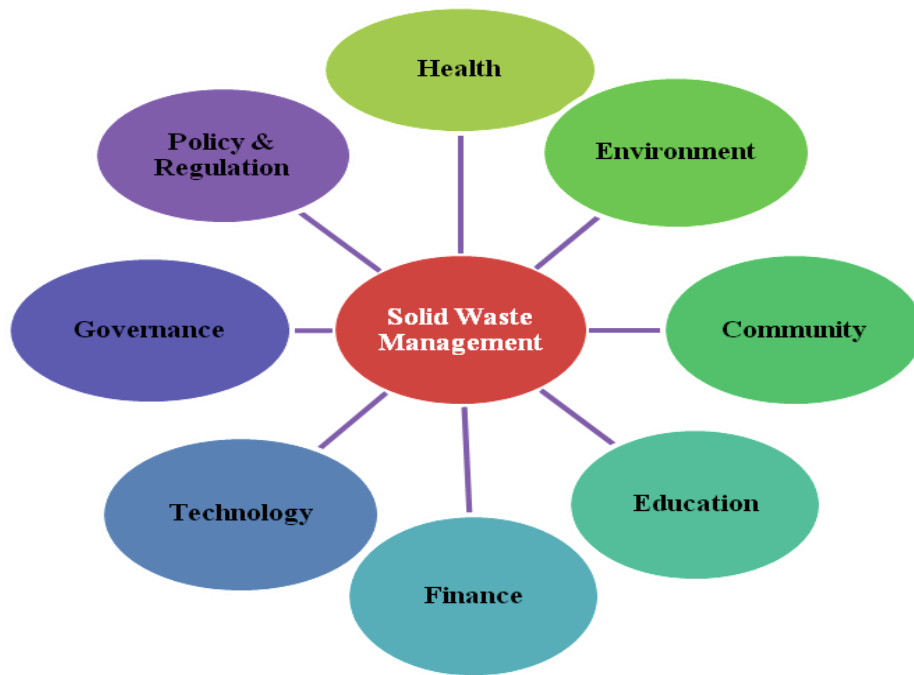 Health
Environment
Policy &
Regulation
Solid Waste
Management
Governance
Community
Technology
Education
Finance